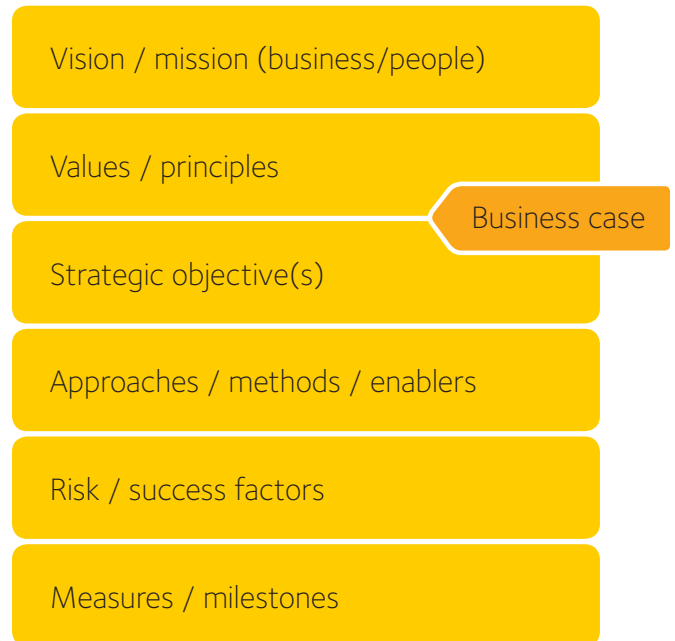 Vision / mission (business/people)
Values / principles
Business case
Strategic objective(s)
Approaches / methods / enablers
Risk / success factors
Measures / milestones